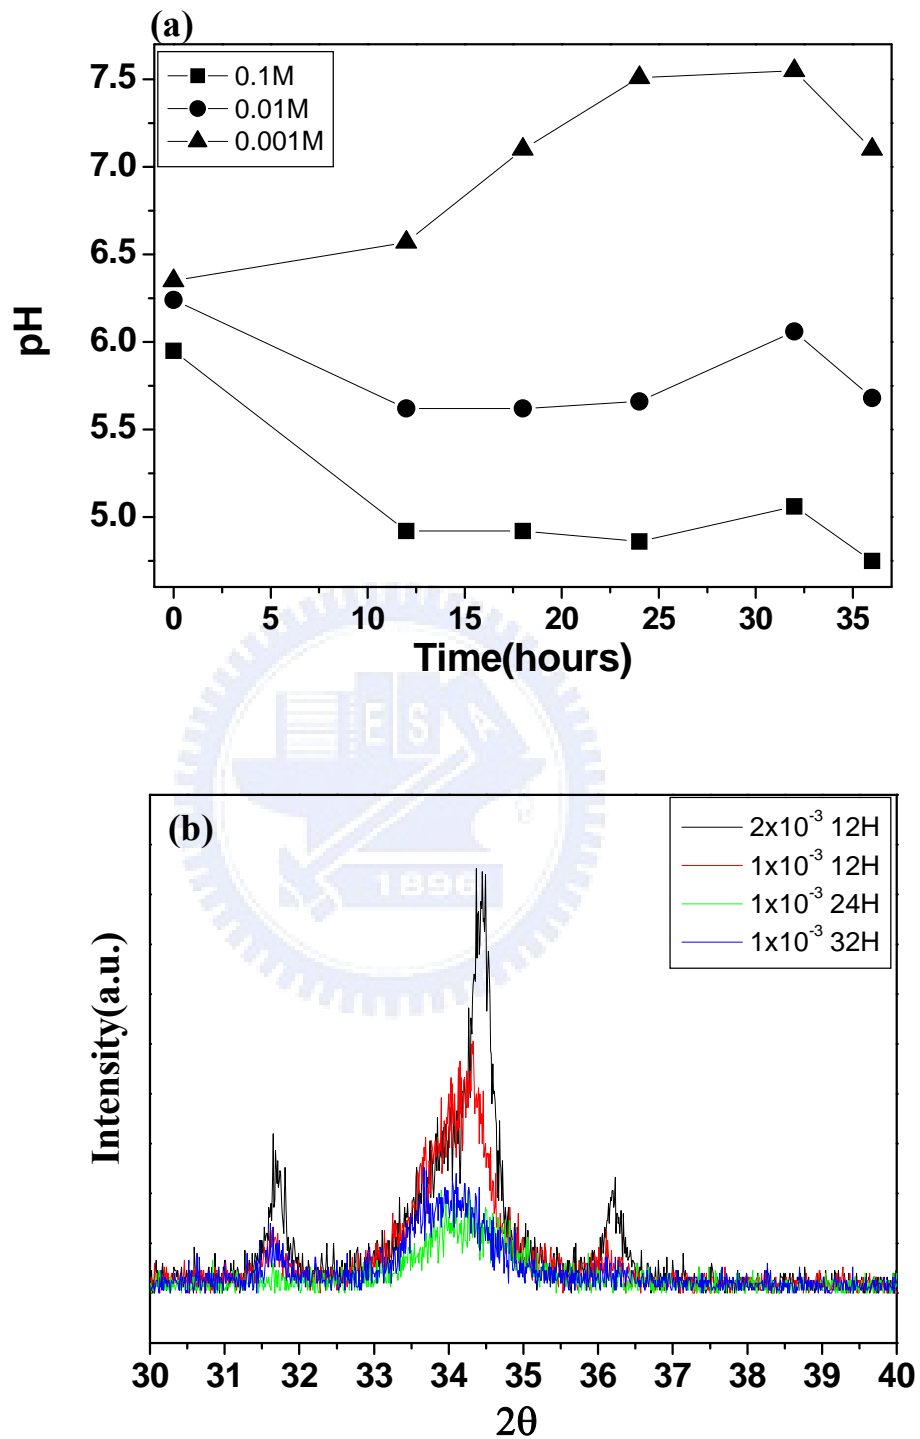 (a)
0.1M
0.01M
0.001M
7.5
7.0
6.5
6.0
5.5
5.0
pH
0 5 10 15 20 25 30 35
Time(hours)
E S A
1896
(b)
2x10⁻³ 12H
1x10⁻³ 12H
1x10⁻³ 24H
1x10⁻³ 32H
Intensity(a.u.)
30 31 32 33 34 35 36 37 38 39 40
2θ